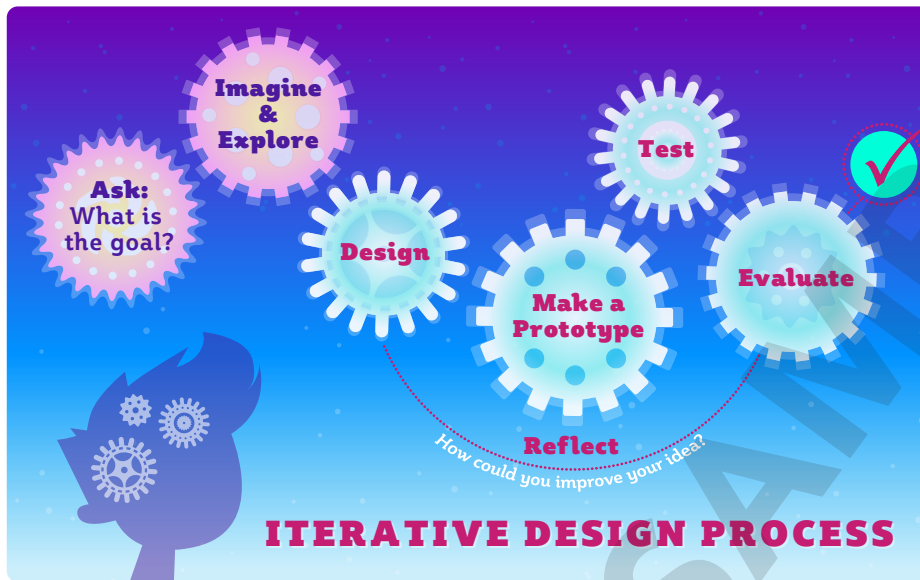 Imagine
&
Explore
Ask:
What is
the goal?
Design
Test
Make a
Prototype
Evaluate
Reflect
How could you improve your idea?
ITERATIVE DESIGN PROCESS
SAM